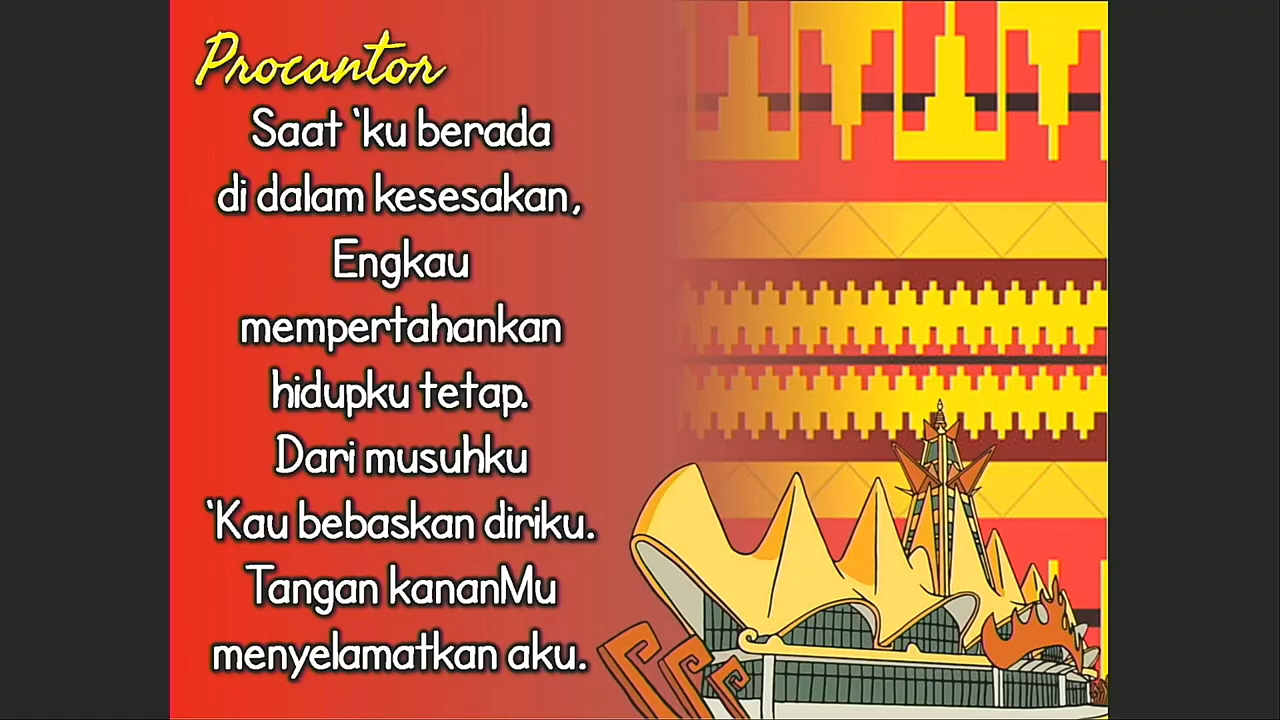 Procantor
Saat ‘ku berada
di dalam kesesakan,
Engkau
mempertahankan
hidupku tetap.
Dari musuhku
‘Kau bebaskan diriku.
Tangan kananMu
menyelamatkan aku.